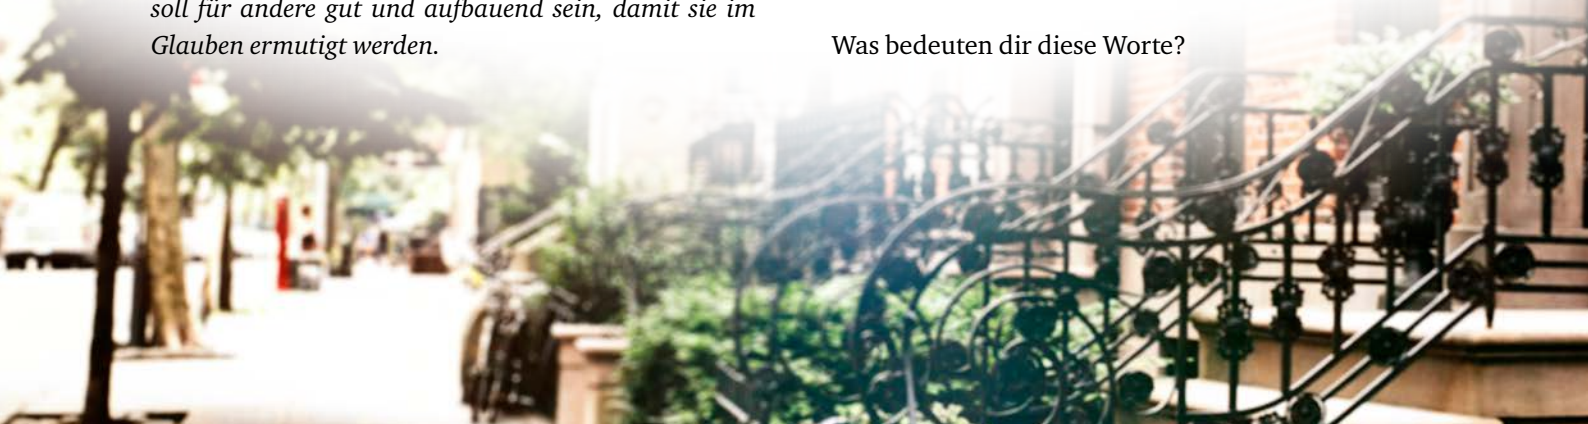 soll für andere gut und aufbauend sein, damit sie im
Glauben ermutigt werden.
Was bedeuten dir diese Worte?